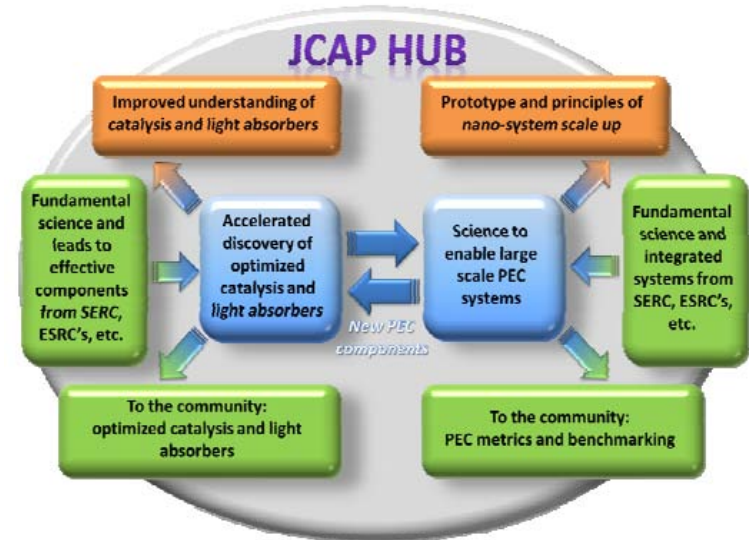 JCAP HUB
Improved understanding of
catalysis and light absorbers
Prototype and principles of
nano-system scale up
Fundamental
science and
leads to
effective
components
from SERC,
ESRC's, etc.
Accelerated
discovery of
optimized
catalysis and
light absorbers
Science to
enable large
scale PEC
systems
Fundamental
science and
integrated
systems from
SERC, ESRC's,
etc.
New PEC
components
To the community:
optimized catalysis and light
absorbers
To the community:
PEC metrics and benchmarking